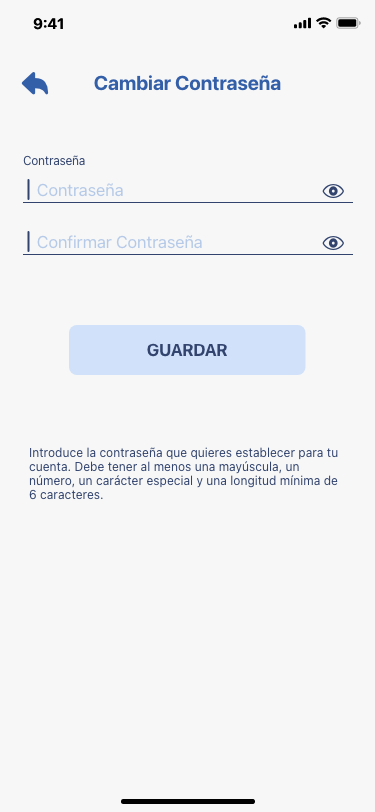 9:41
Cambiar Contraseña
Contraseña
Contraseña
Confirmar Contraseña
GUARDAR
Introduce la contraseña que quieres establecer para tu
cuenta. Debe tener al menos una mayúscula, un
número, un carácter especial y una longitud mínima de
6 caracteres.